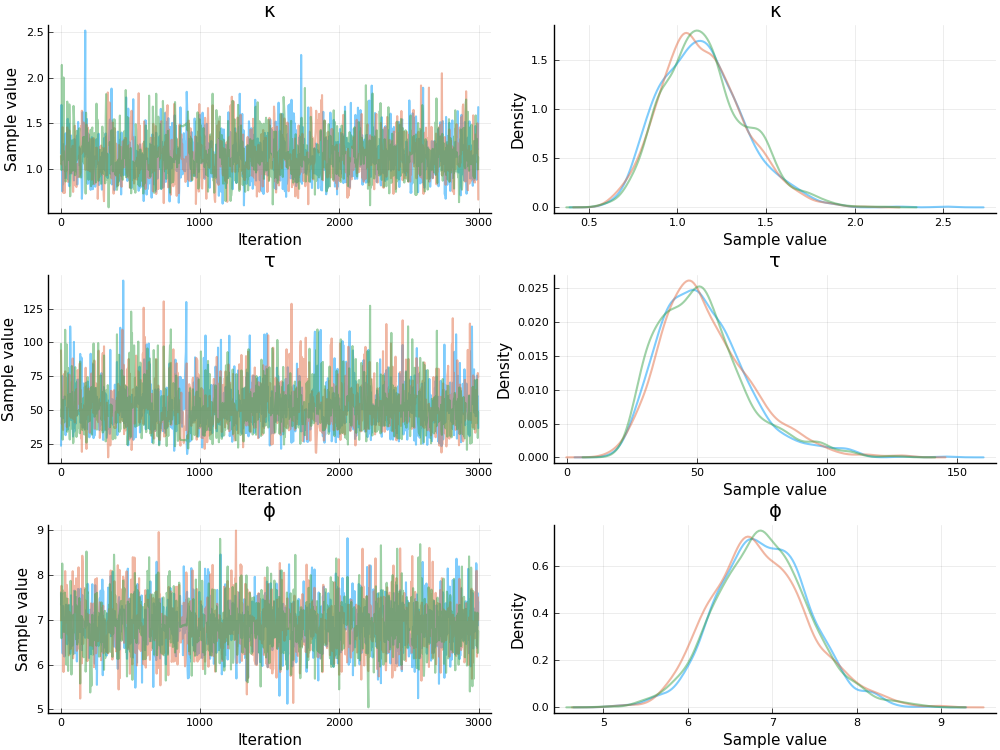 κ
κ
Sample value
2.5
2.0
1.5
1.0
0 1000 2000 3000
Iteration
Density
1.5
1.0
0.5
0.0
0.5 1.0 1.5 2.0 2.5
Sample value
τ
τ
Sample value
125
100
75
50
25
0 1000 2000 3000
Iteration
Density
0.025
0.020
0.015
0.010
0.005
0.000
0 50 100 150
Sample value
ϕ
ϕ
Sample value
9
8
7
6
5
0 1000 2000 3000
Iteration
Density
0.6
0.4
0.2
0.0
5 6 7 8 9
Sample value